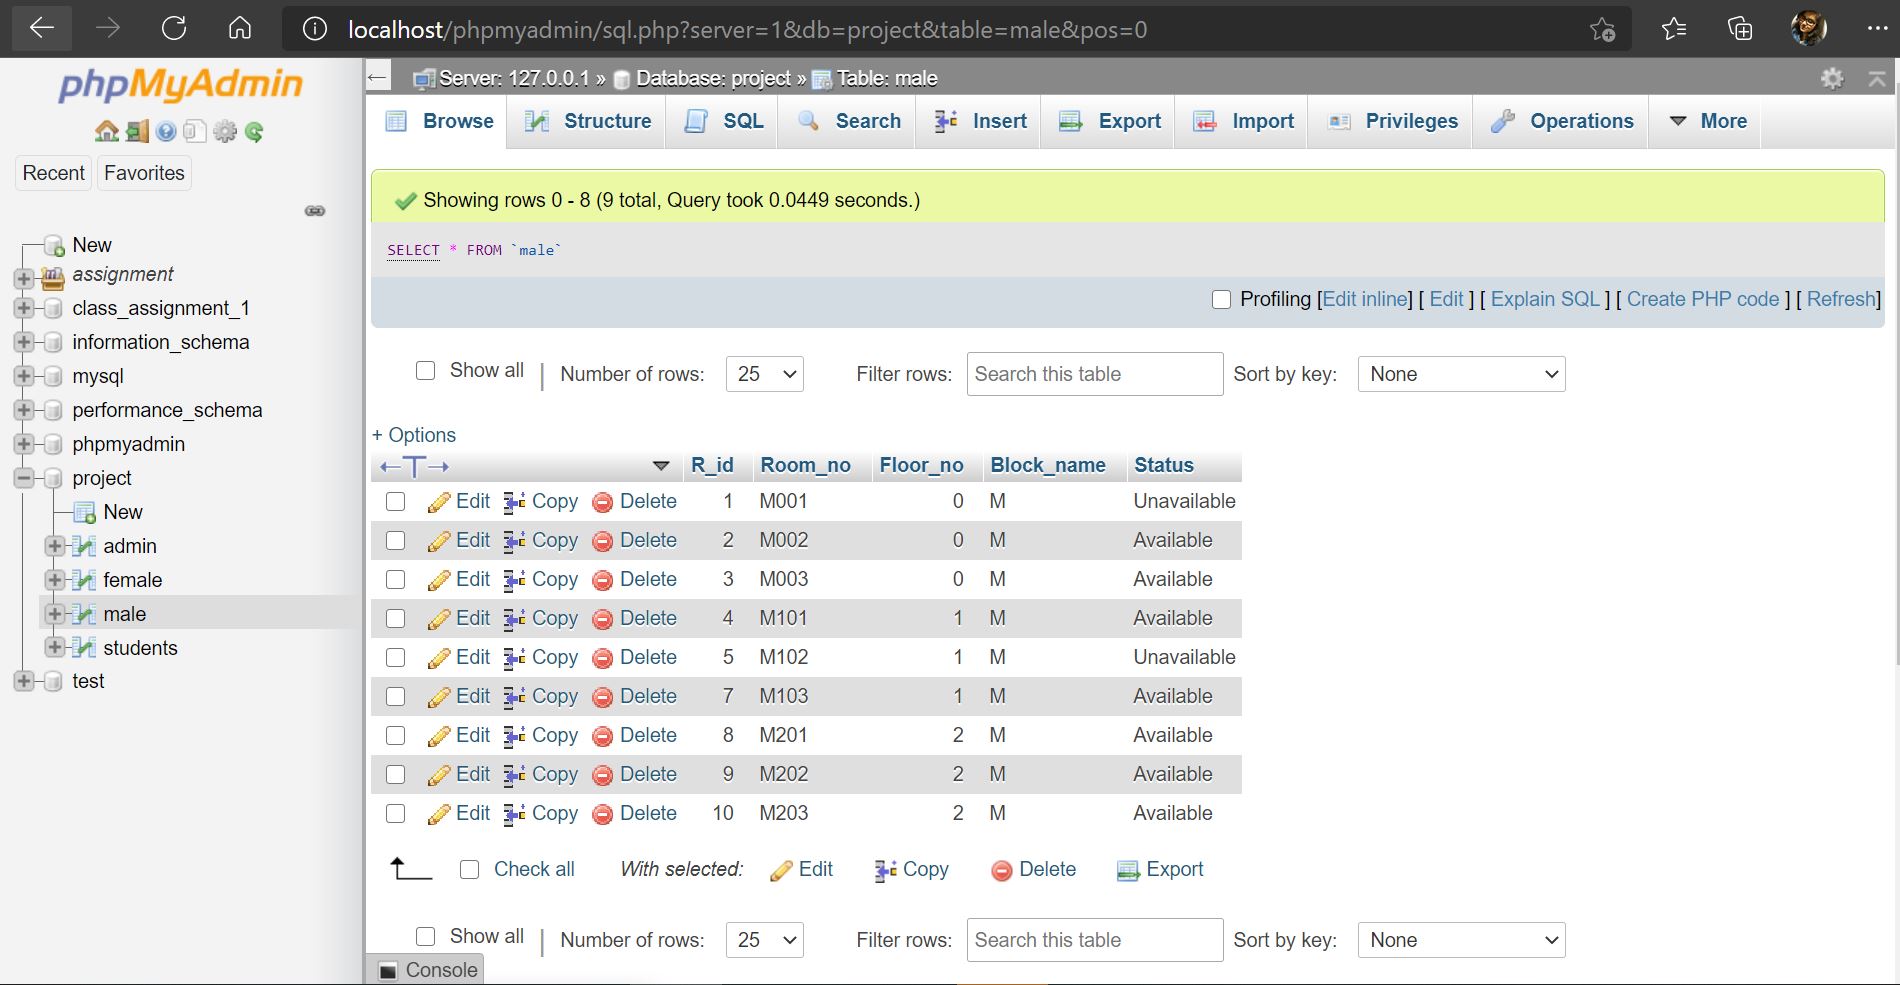 localhost/phpmyadmin/sql.php?server=1&db=project&table=male&pos=0
phpMyAdmin
Recent Favorites
New
assignment
class_assignment_1
information_schema
mysql
performance_schema
phpmyadmin
project
New
admin
female
male
students
test
Server: 127.0.0.1 » Database: project » Table: male
Browse Structure SQL Search Insert Export Import Privileges Operations More
Showing rows 0 - 8 (9 total, Query took 0.0449 seconds.)
SELECT * FROM `male`
Profiling [Edit inline] [ Edit ] [ Explain SQL ] [ Create PHP code ] [ Refresh]
Show all | Number of rows: 25 Filter rows: Search this table Sort by key: None
+ Options
←T→ R_id Room_no Floor_no Block_name Status
Edit Copy Delete 1 M001 0 M Unavailable
Edit Copy Delete 2 M002 0 M Available
Edit Copy Delete 3 M003 0 M Available
Edit Copy Delete 4 M101 1 M Available
Edit Copy Delete 5 M102 1 M Unavailable
Edit Copy Delete 7 M103 1 M Available
Edit Copy Delete 8 M201 2 M Available
Edit Copy Delete 9 M202 2 M Available
Edit Copy Delete 10 M203 2 M Available
Check all With selected: Edit Copy Delete Export
Show all | Number of rows: 25 Filter rows: Search this table Sort by key: None
Console